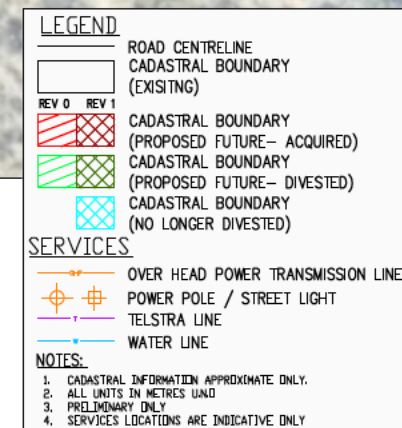 LEGEND
ROAD CENTRELINE
CADASTRAL BOUNDARY
(EXISITNG)
REV 0 REV 1
CADASTRAL BOUNDARY
(PROPOSED FUTURE- ACQUIRED)
CADASTRAL BOUNDARY
(PROPOSED FUTURE- DIVESTED)
CADASTRAL BOUNDARY
(NO LONGER DIVESTED)
SERVICES
OHP OVER HEAD POWER TRANSMISSION LINE
POWER POLE / STREET LIGHT
T TELSTRA LINE
W WATER LINE
NOTES:
1. CADASTRAL INFORMATION APPROXIMATE ONLY.
2. ALL UNITS IN METRES U.N.O
3. PRELIMINARY ONLY
4. SERVICES LOCATIONS ARE INDICATIVE ONLY